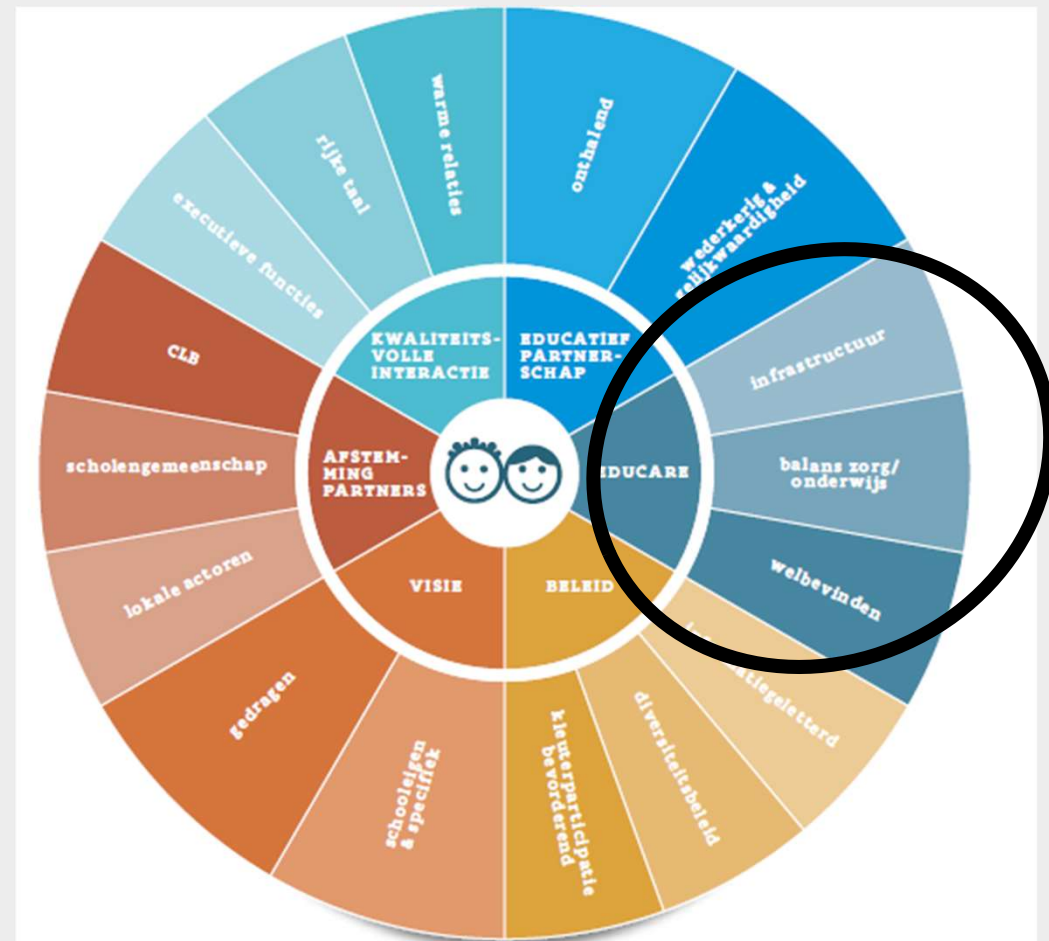 warme relaties
onthalend
rijke taal
wederkerig &
gelijkwaardigheid
executieve functies
KWALITEITS-
VOLLE
INTERACTIE
EDUCATIEF
PARTNER-
SCHAP
infrastructuur
CLB
AFSTEM-
MING
PARTNERS
EDUCARE
scholengemeenschap
balans zorg/
onderwijs
lokale actoren
VISIE
BELEID
welbevinden
gedragen
schooleigen
& specifiek
kleuterparticipatie
bevorderend
diversiteitsbeleid